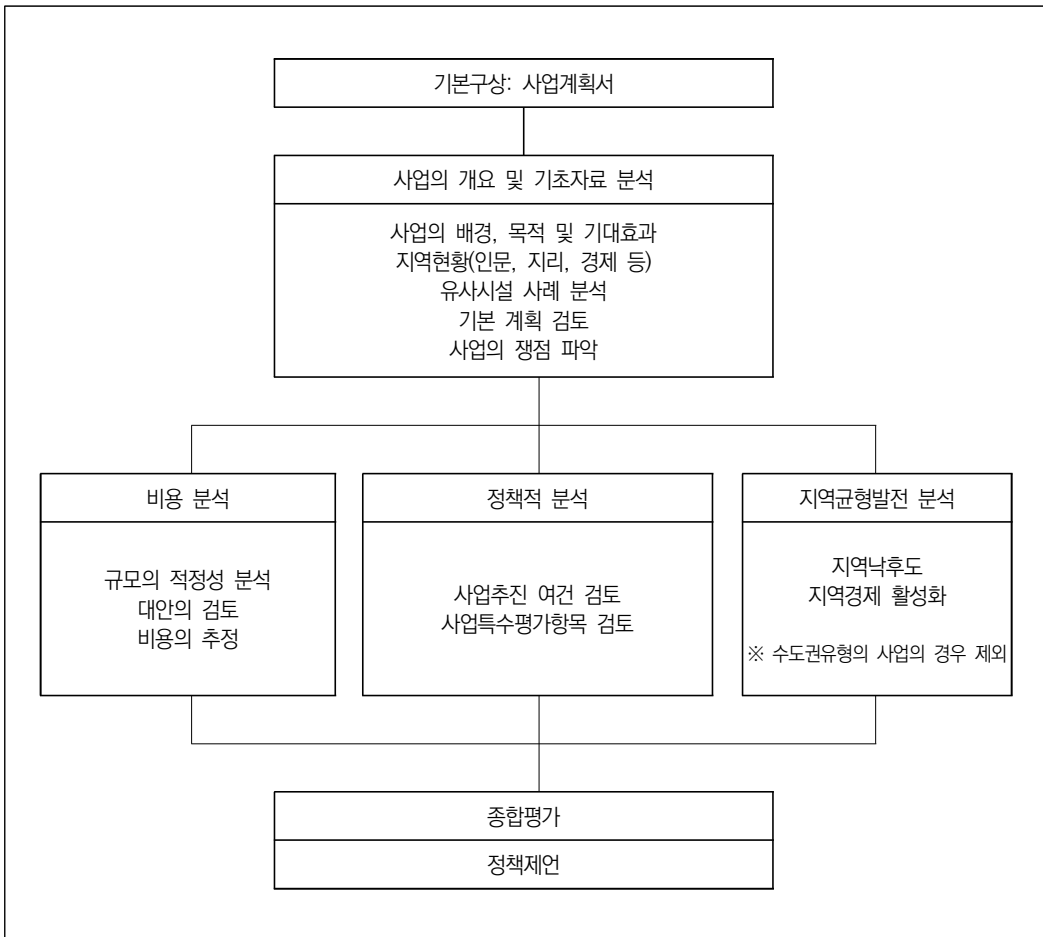 기본구상: 사업계획서
사업의 개요 및 기초자료 분석
사업의 배경, 목적 및 기대효과
지역현황(인문, 지리, 경제 등)
유사시설 사례 분석
기본 계획 검토
사업의 쟁점 파악
비용 분석
규모의 적정성 분석
대안의 검토
비용의 추정
정책적 분석
사업추진 여건 검토
사업특수평가항목 검토
지역균형발전 분석
지역낙후도
지역경제 활성화
※ 수도권유형의 사업의 경우 제외
종합평가
정책제언